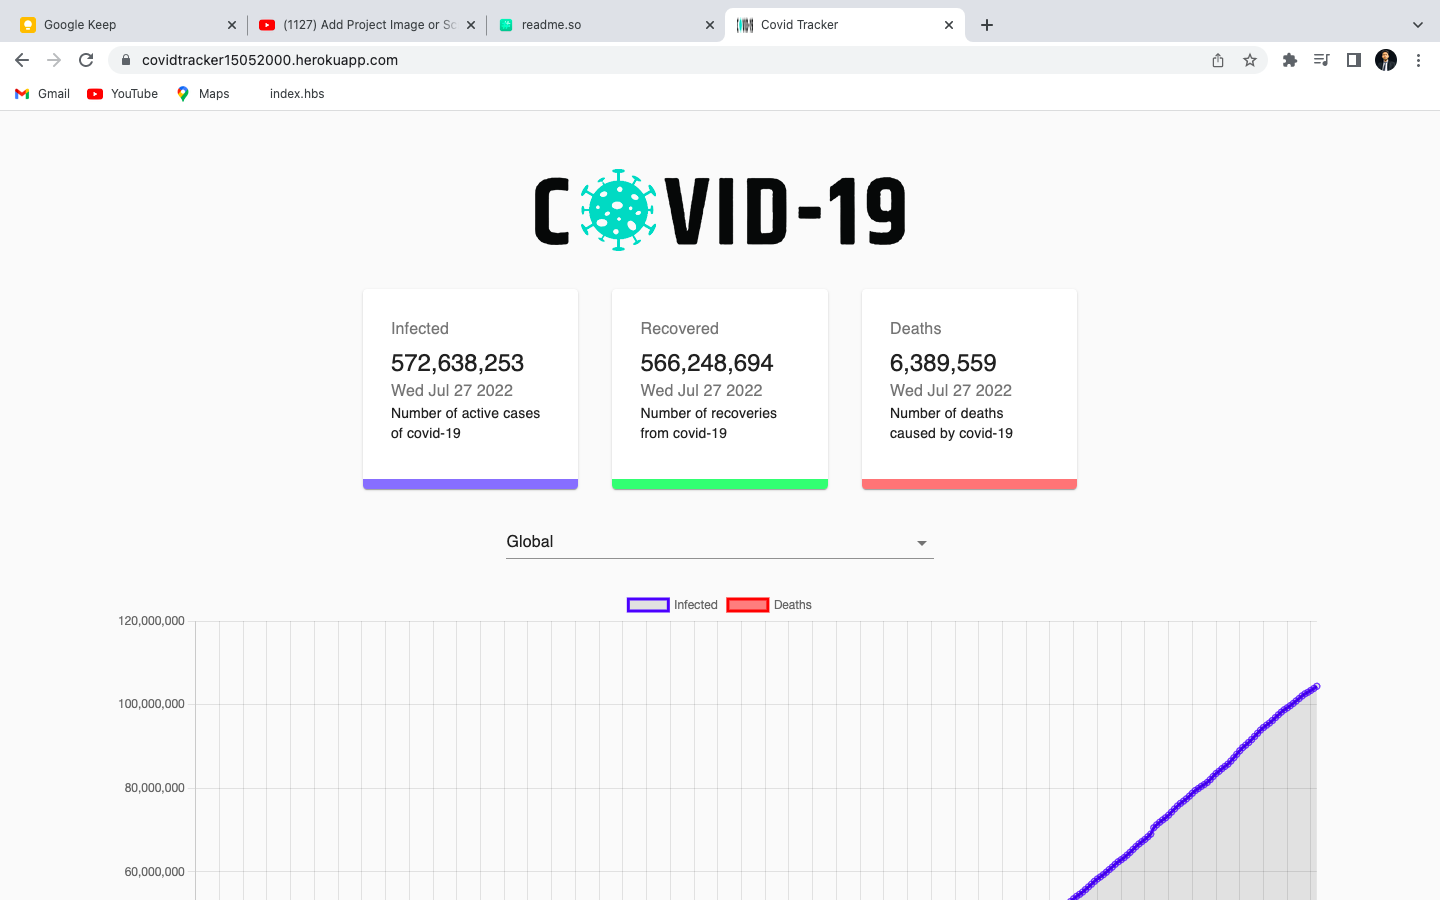 Google Keep
(1127) Add Project Image or Sc
readme.so
Covid Tracker
covidtracker15052000.herokuapp.com
Gmail
YouTube
Maps
index.hbs
COVID-19
Infected
572,638,253
Wed Jul 27 2022
Number of active cases
of covid-19
Recovered
566,248,694
Wed Jul 27 2022
Number of recoveries
from covid-19
Deaths
6,389,559
Wed Jul 27 2022
Number of deaths
caused by covid-19
Global
Infected
Deaths
120,000,000
100,000,000
80,000,000
60,000,000